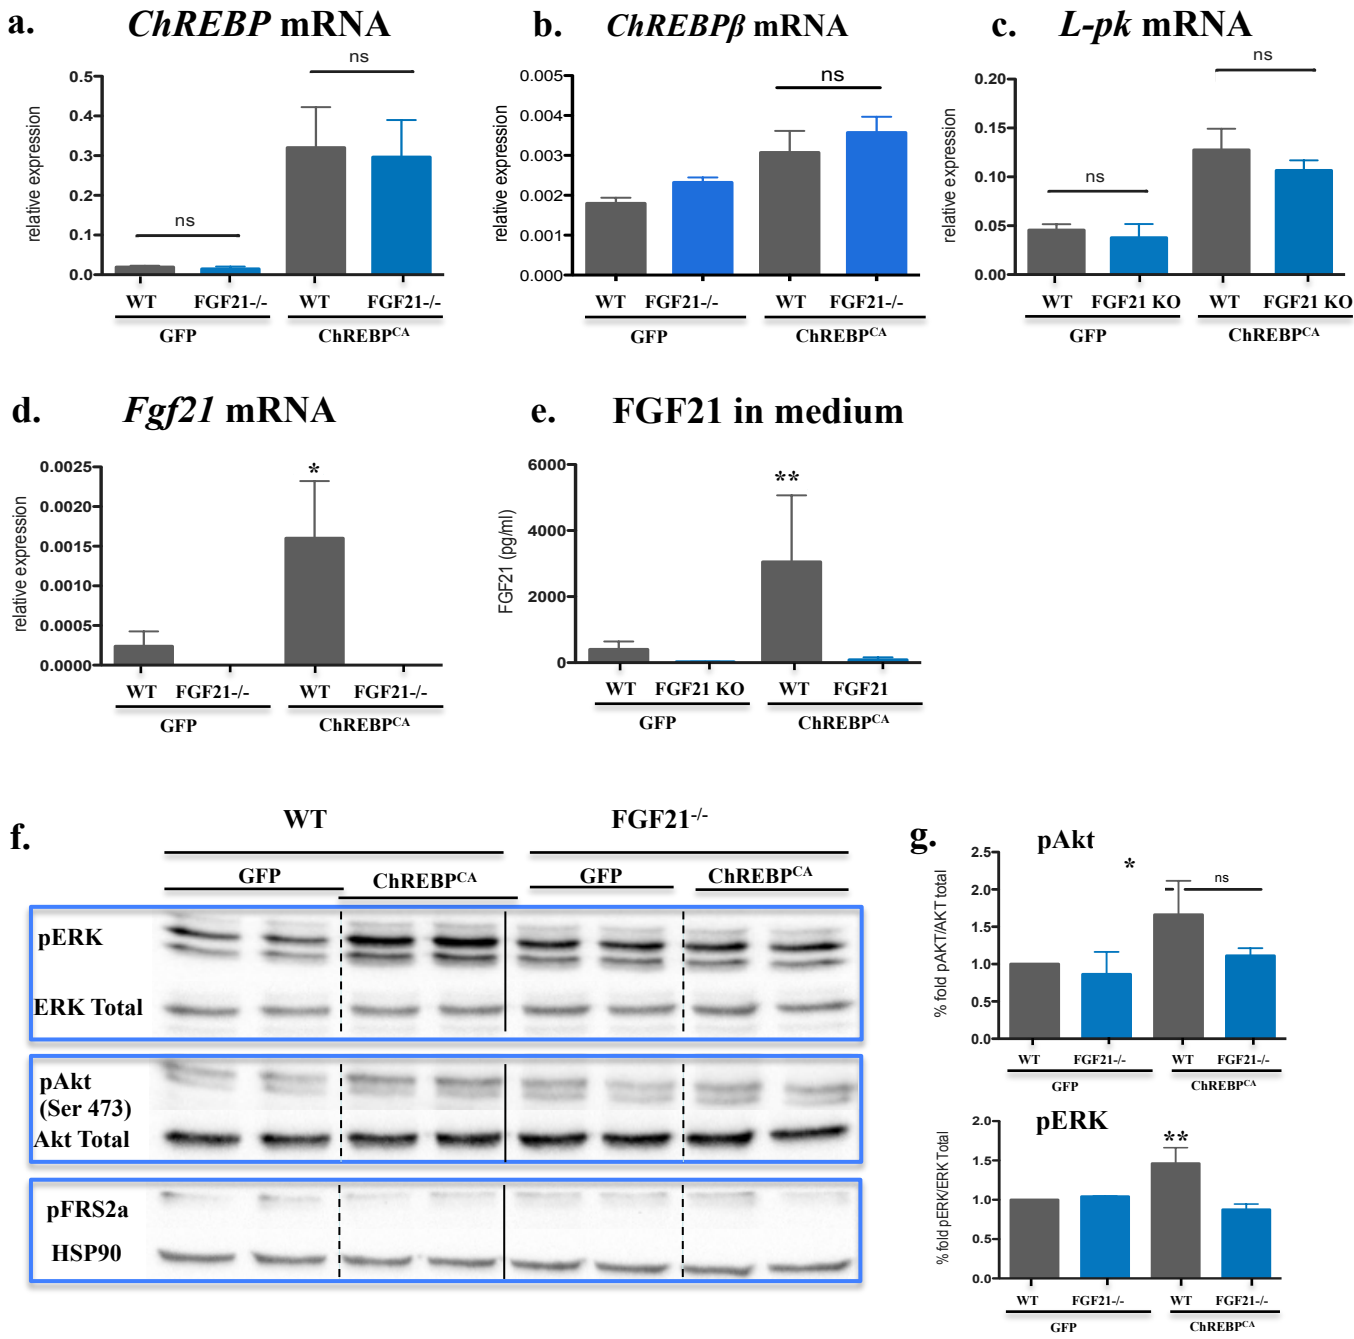 a. ChREBP mRNA
relative expression
0.5
0.4
0.3
0.2
0.1
0.0
ns
ns
WT FGF21-/- WT FGF21-/-
GFP ChREBPCA
b. ChREBPβ mRNA
relative expression
0.005
0.004
0.003
0.002
0.001
0.000
ns
WT FGF21-/- WT FGF21-/-
GFP ChREBPCA
c. L-pk mRNA
relative expression
0.20
0.15
0.10
0.05
0.00
ns
ns
WT FGF21 KO WT FGF21 KO
GFP ChREBPCA
d. Fgf21 mRNA
relative expression
0.0025
0.0020
0.0015
0.0010
0.0005
0.0000
*
WT FGF21-/- WT FGF21-/-
GFP ChREBPCA
e. FGF21 in medium
FGF21 (pg/ml)
6000
4000
2000
0
**
WT FGF21 KO WT FGF21
GFP ChREBPCA
f.
WT FGF21-/-
GFP ChREBPCA GFP ChREBPCA
pERK
ERK Total
pAkt
(Ser 473)
Akt Total
pFRS2a
HSP90
g. pAkt
% fold pAKT/AKT total
2.5
2.0
1.5
1.0
0.5
0.0
*
ns
WT FGF21-/- WT FGF21-/-
GFP ChREBPCA
pERK
% fold pERK/ERK Total
2.0
1.5
1.0
0.5
0.0
**
WT FGF21-/- WT FGF21-/-
GFP ChREBPCA